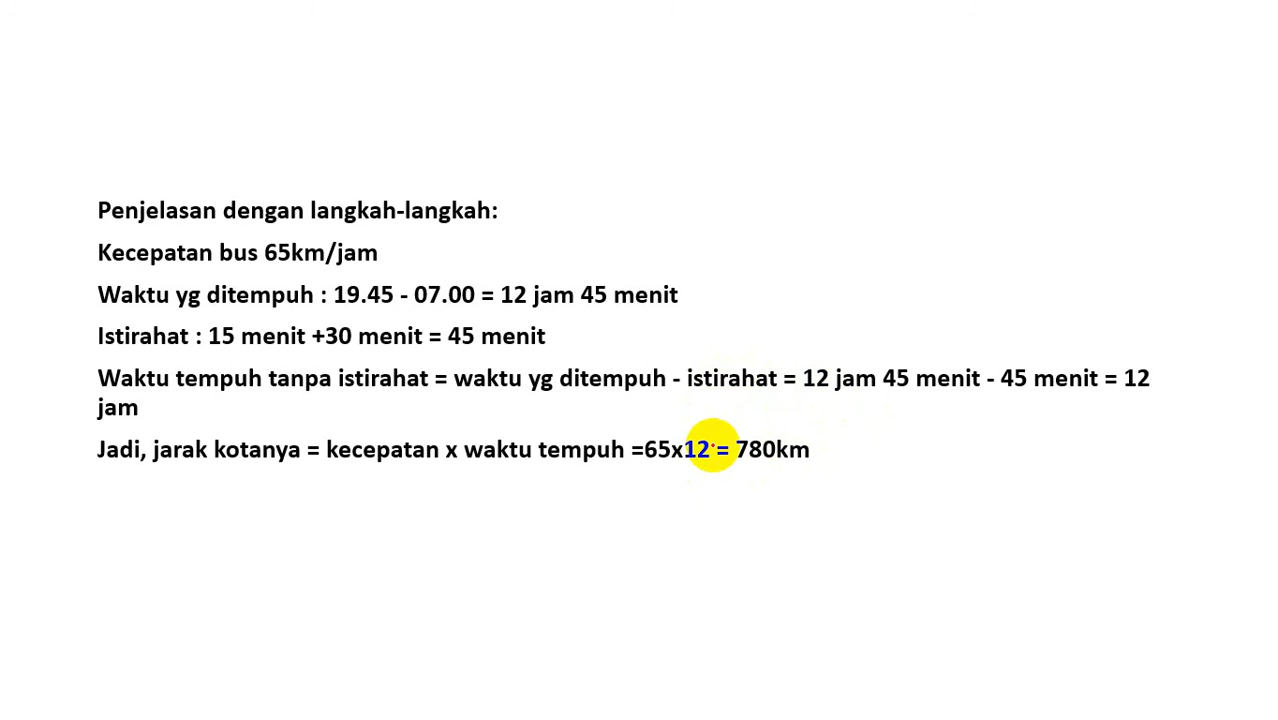 Penjelasan dengan langkah-langkah:
Kecepatan bus 65km/jam
Waktu yg ditempuh : 19.45 - 07.00 = 12 jam 45 menit
Istirahat : 15 menit +30 menit = 45 menit
Waktu tempuh tanpa istirahat = waktu yg ditempuh - istirahat = 12 jam 45 menit - 45 menit = 12
jam
Jadi, jarak kotanya = kecepatan x waktu tempuh =65x12 = 780km